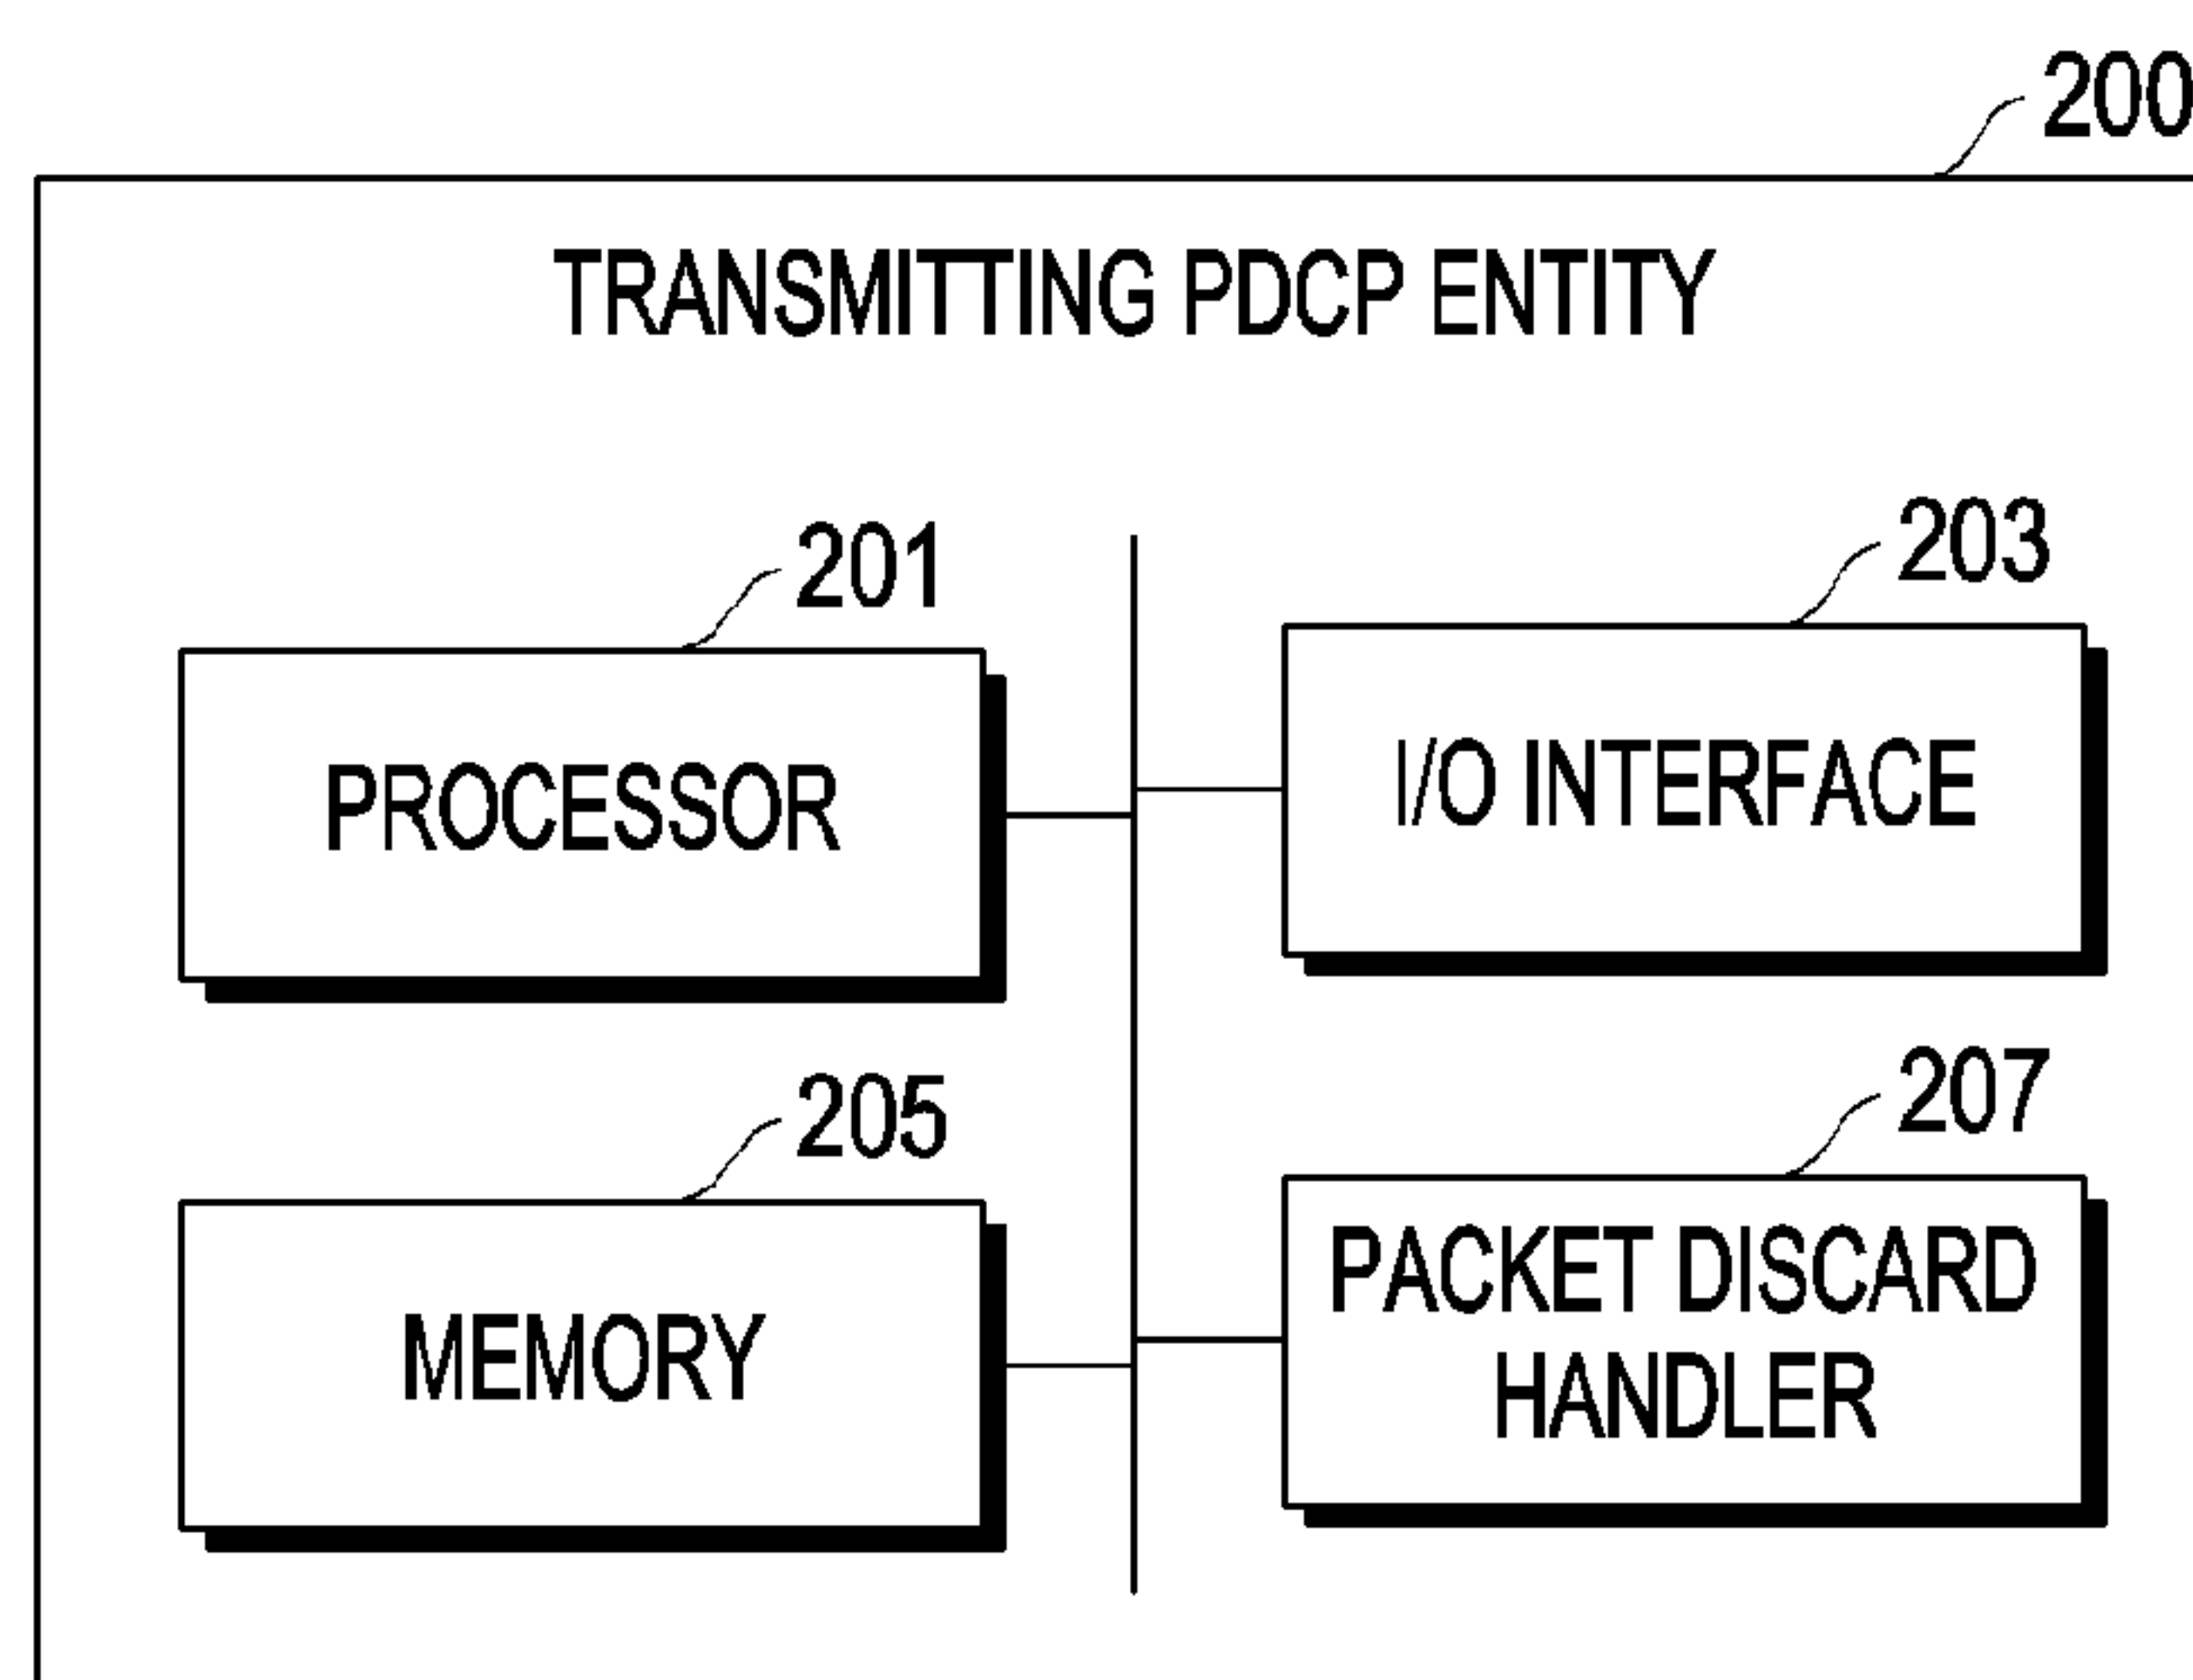 200
TRANSMITTING PDCP ENTITY
201
203
PROCESSOR
I/O INTERFACE
205
207
MEMORY
PACKET DISCARD
HANDLER